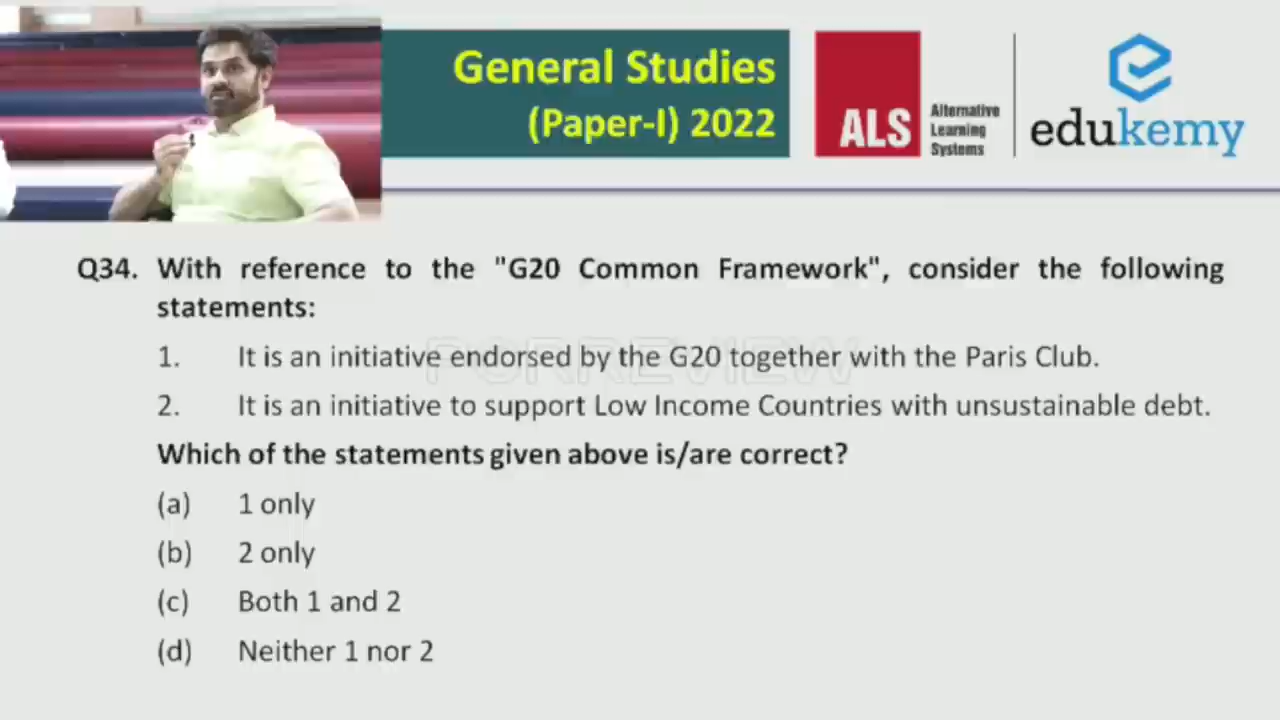 General Studies
(Paper-I) 2022
ALS
Alternative
Learning
Systems
edukemy
Q34. With reference to the "G20 Common Framework", consider the following
statements:
1. It is an initiative endorsed by the G20 together with the Paris Club.
2. It is an initiative to support Low Income Countries with unsustainable debt.
FORREVIEW
Which of the statements given above is/are correct?
(a) 1 only
(b) 2 only
(c) Both 1 and 2
(d) Neither 1 nor 2